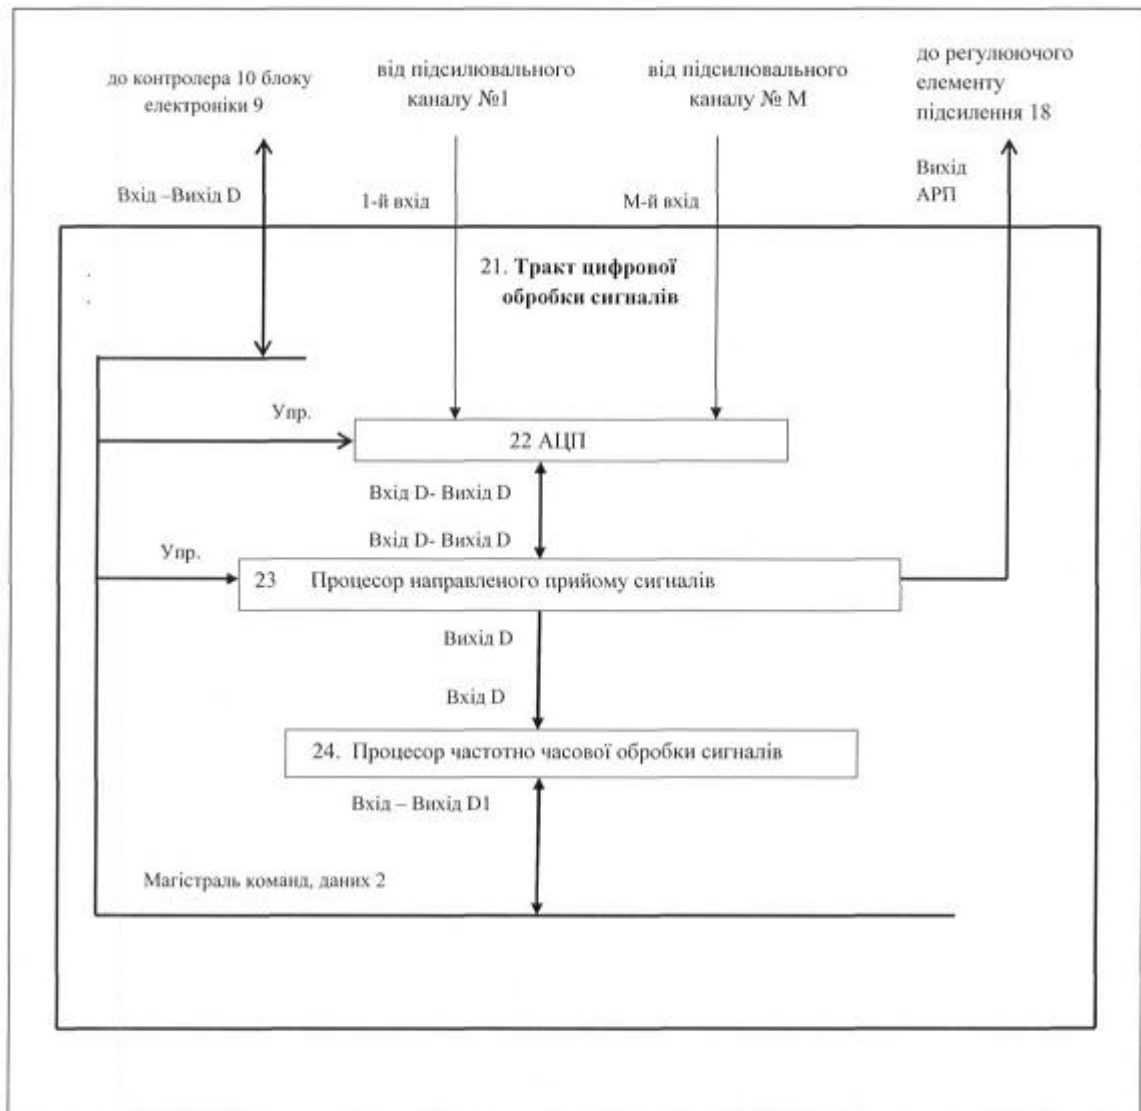 до контролера 10 блоку
електроніки 9
від підсилювального
каналу №1
від підсилювального
каналу № М
до регулюючого
елементу
підсилення 18
Вхід –Вихід D
1-й вхід
М-й вхід
Вихід
АРП
21. Тракт цифрової
обробки сигналів
Упр.
22 АЦП
Вхід D- Вихід D
Вхід D- Вихід D
Упр.
23 Процесор направленого прийому сигналів
Вихід D
Вхід D
24. Процесор частотно часової обробки сигналів
Вхід – Вихід D1
Магістраль команд, даних 2